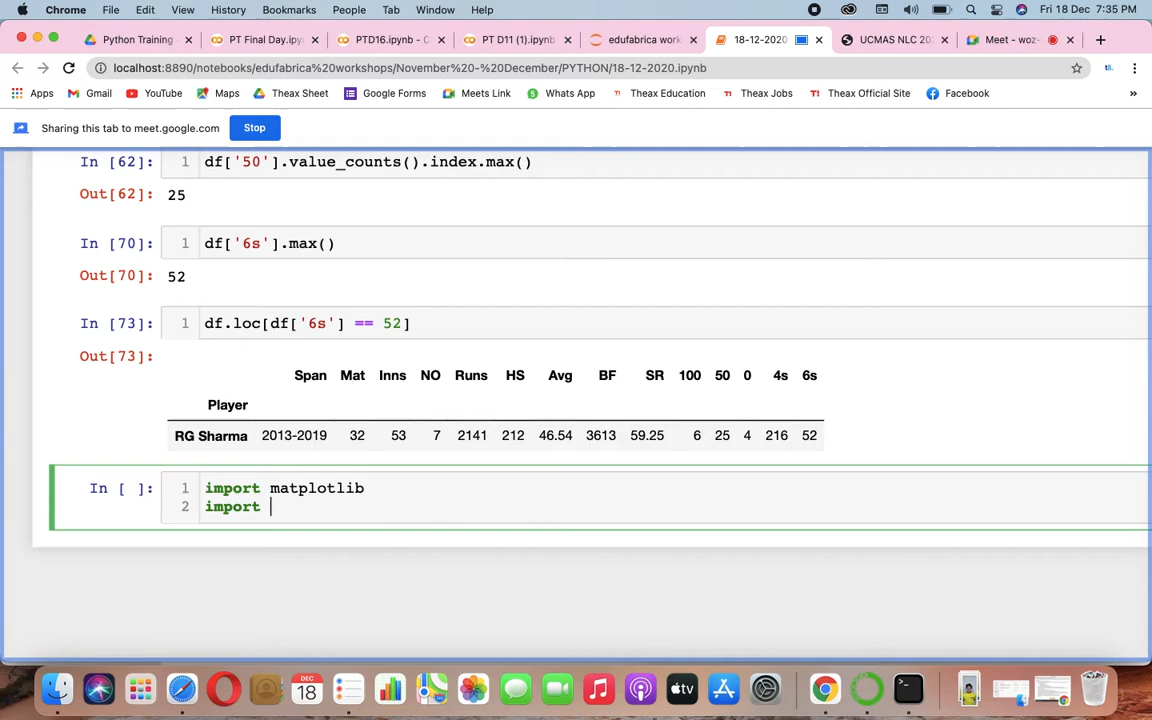 Chrome File Edit View History Bookmarks People Tab Window Help Fri 18 Dec 7:35 PM
Python Training - PT Final Day.ipy PTD16.ipynb - C PT D11 (1).ipynb edufabrica work 18-12-2020 UCMAS NLC 20 Meet - woz-
localhost:8890/notebooks/edufabrica%20workshops/November%20-%20December/PYTHON/18-12-2020.ipynb
Apps Gmail YouTube Maps Theax Sheet Google Forms Meets Link Whats App Theax Education Theax Jobs Theax Official Site Facebook »
Sharing this tab to meet.google.com Stop
In [62]: 1 df['50'].value_counts().index.max()
Out[62]: 25
In [70]: 1 df['6s'].max()
Out[70]: 52
In [73]: 1 df.loc[df['6s'] == 52]
Out[73]:
Span Mat Inns NO Runs HS Avg BF SR 100 50 0 4s 6s
Player
RG Sharma 2013-2019 32 53 7 2141 212 46.54 3613 59.25 6 25 4 216 52
In [ ]: 1 import matplotlib
2 import
DEC
18
tv